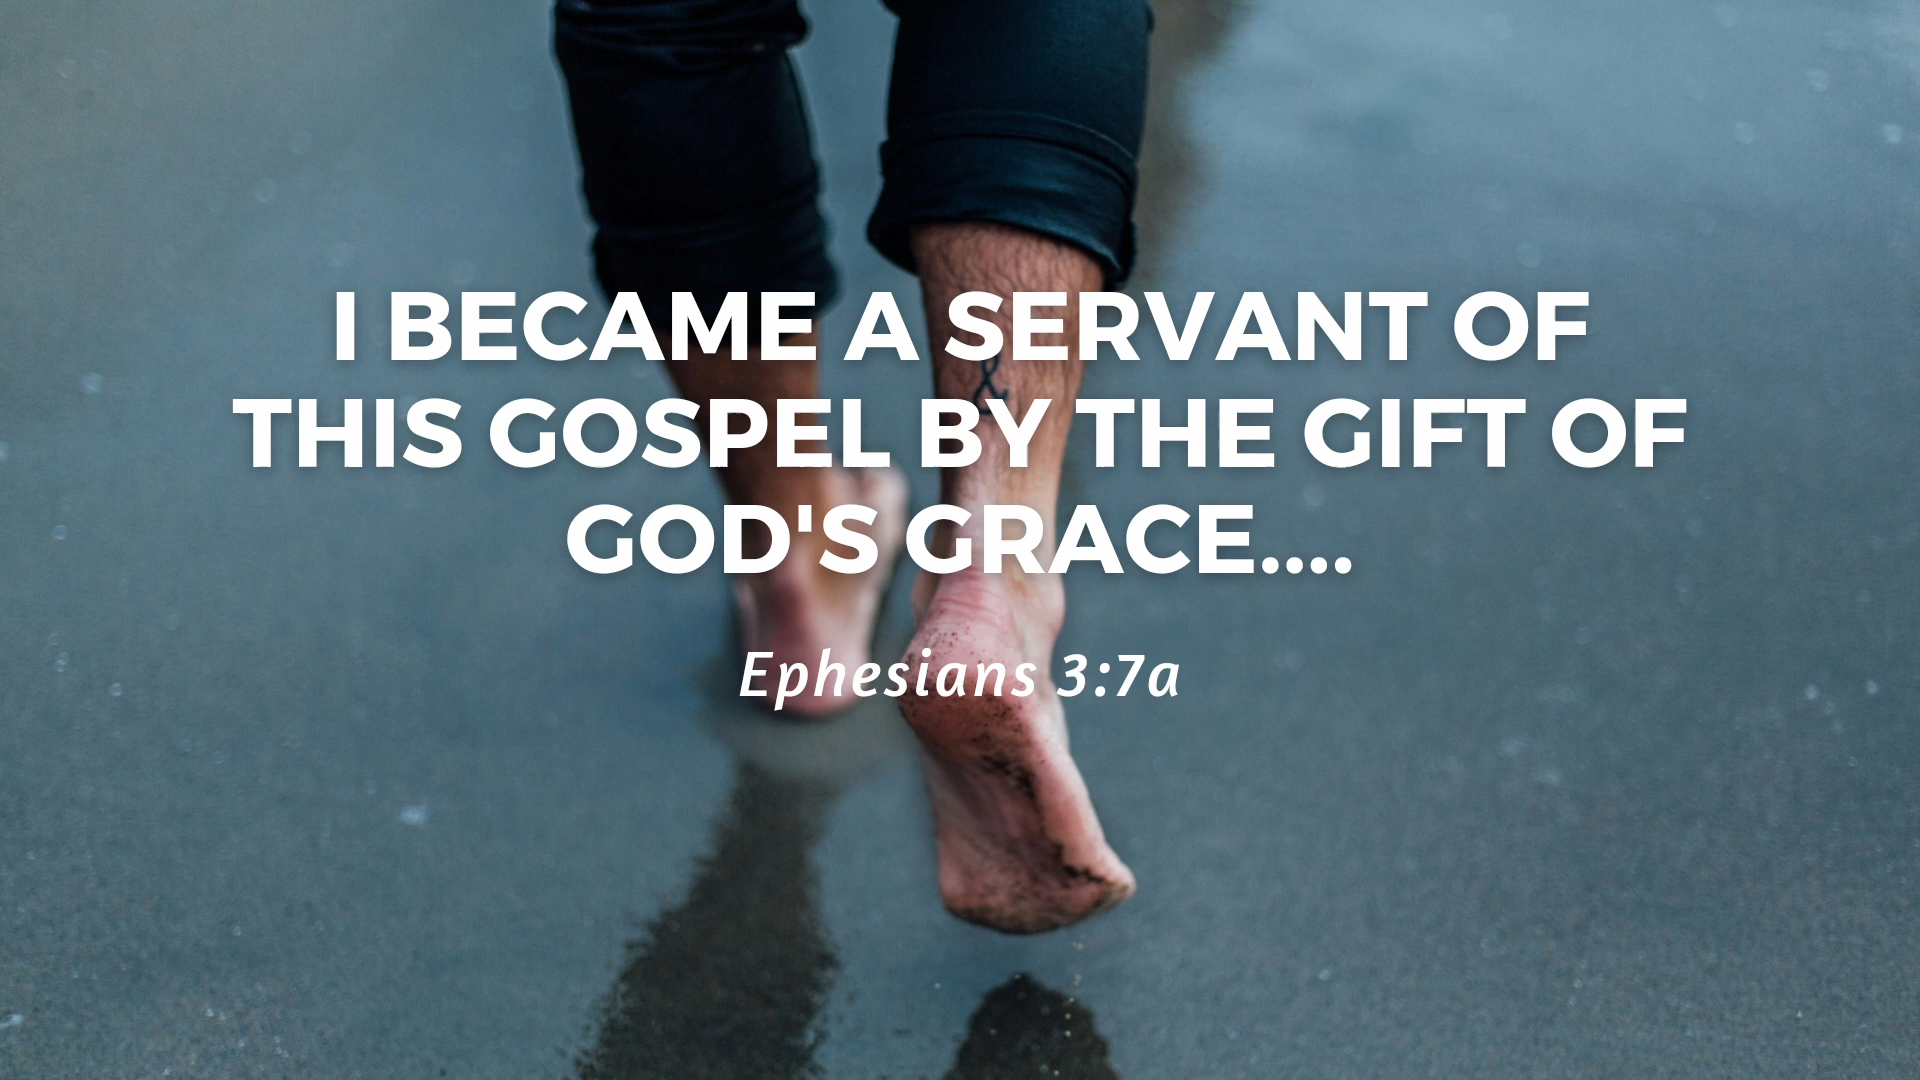 I BECAME A SERVANT OF
THIS GOSPEL BY THE GIFT OF
GOD'S GRACE....
&
Ephesians 3:7a